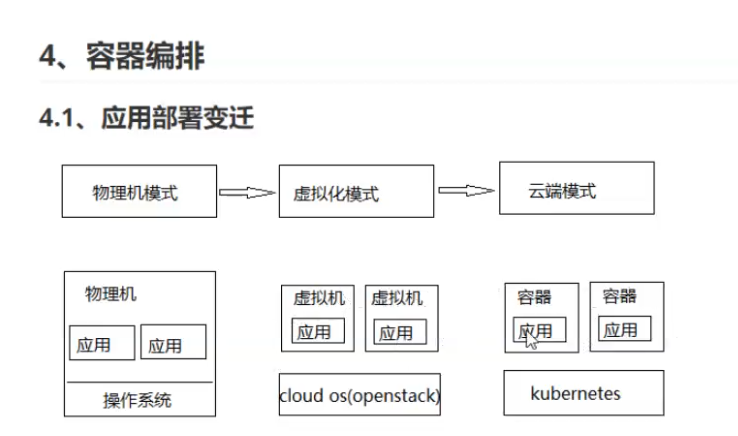 4、容器编排
4.1、应用部署变迁
物理机模式
虚拟化模式
云端模式
物理机
应用
应用
操作系统
虚拟机
虚拟机
应用
应用
cloud os(openstack)
容器
容器
应用
应用
kubernetes